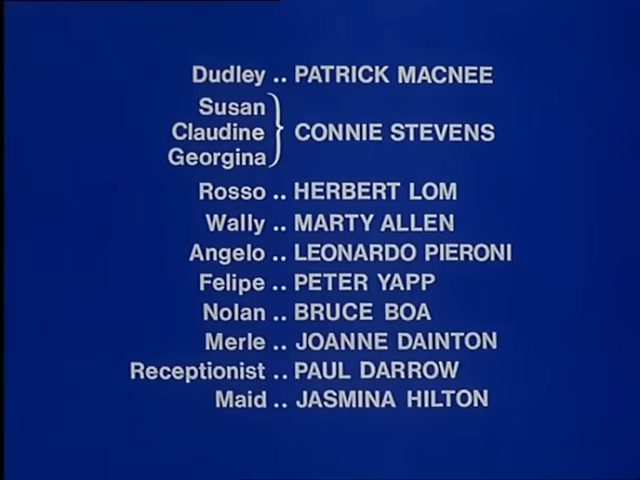 Dudley .. PATRICK MACNEE
Susan
Claudine
Georgina } CONNIE STEVENS
Rosso .. HERBERT LOM
Wally .. MARTY ALLEN
Angelo .. LEONARDO PIERONI
Felipe .. PETER YAPP
Nolan .. BRUCE BOA
Merle .. JOANNE DAINTON
Receptionist .. PAUL DARROW
Maid .. JASMINA HILTON